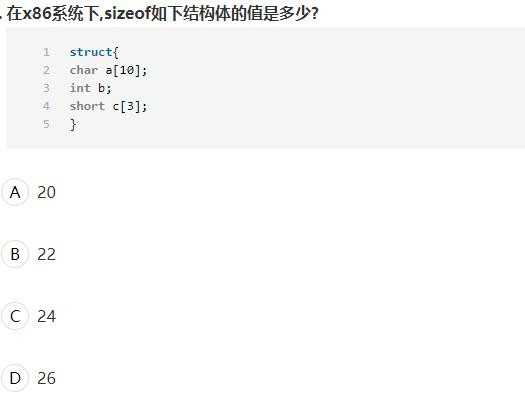 . 在x86系统下,sizeof如下结构体的值是多少?
1 struct{
2 char a[10];
3 int b;
4 short c[3];
5 }
A 20
B 22
C 24
D 26